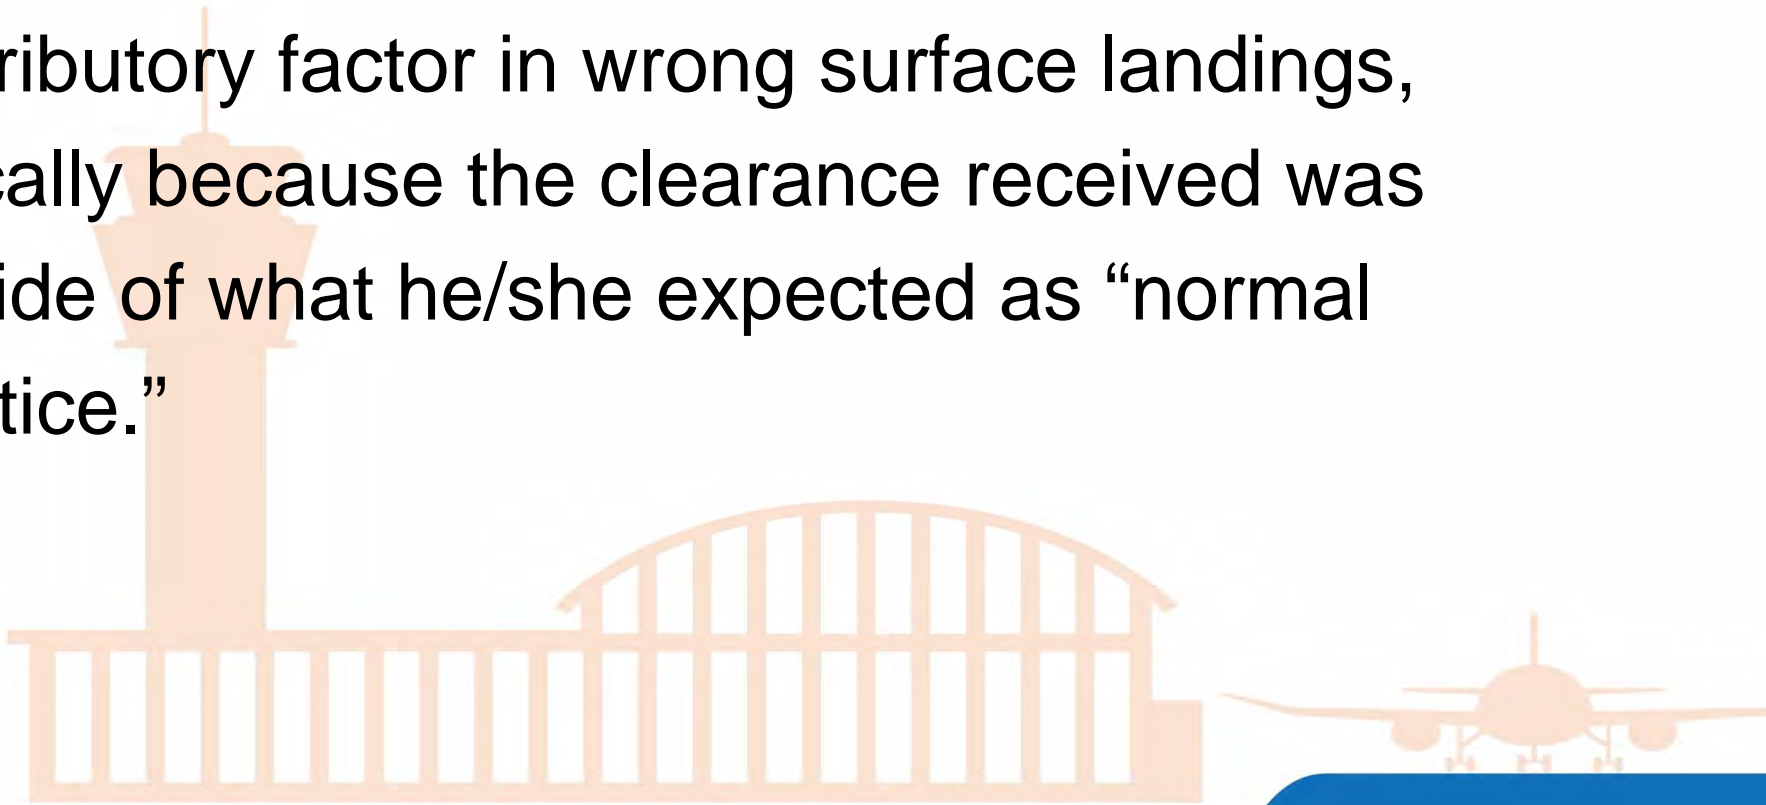 ributory factor in wrong surface landings,
cally because the clearance received was
ide of what he/she expected as “normal
tice.”